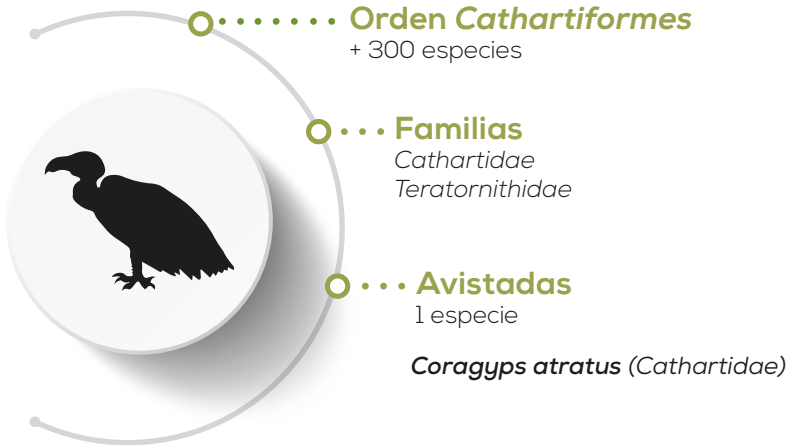 Orden Cathartiformes
+ 300 especies
Familias
Cathartidae
Teratornithidae
Avistadas
1 especie
Coragyps atratus (Cathartidae)